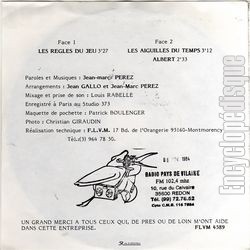 Face 1
LES REGLES DU JEU 3'27
Face 2
LES AIGUILLES DU TEMPS 3'12
ALBERT 2'33
Paroles et Musiques : Jean-marc PEREZ
Arrangements : Jean GALLO et Jean-Marc PEREZ
Mixage et prise de son : Louis RABELLE
Enregistré à Paris au Studio 373
Maquette de pochette : Patrick BOULENGER
Photo : Christian GIRAUDIN
Réalisation technique : F.L.V.M. 17 Bd. de l'Orangerie 95160-Montmorency
Tél.:(3) 964 78 30.
1984
RADIO PAYS DE VILAINE
FM 102,4 mhz
10, rue du Calvaire
35600 REDON
Tél. (99) 72.76.52
UN GRAND MERCI A TOUS CEUX QUI, DE PRES OU DE LOIN M'ONT AIDE
DANS CETTE ENTREPRISE.
FLVM 4589